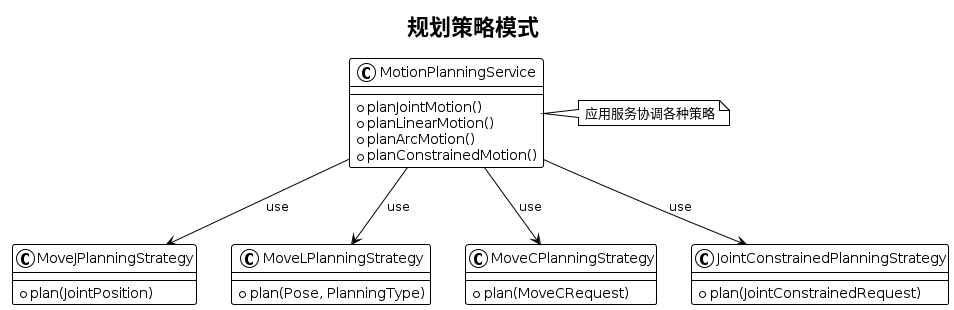 规划策略模式
C MotionPlanningService
planJointMotion()
planLinearMotion()
planArcMotion()
planConstrainedMotion()
应用服务协调各种策略
use
use
use
use
C MoveJPlanningStrategy
plan(JointPosition)
C MoveLPlanningStrategy
plan(Pose, PlanningType)
C MoveCPlanningStrategy
plan(MoveCRequest)
C JointConstrainedPlanningStrategy
plan(JointConstrainedRequest)